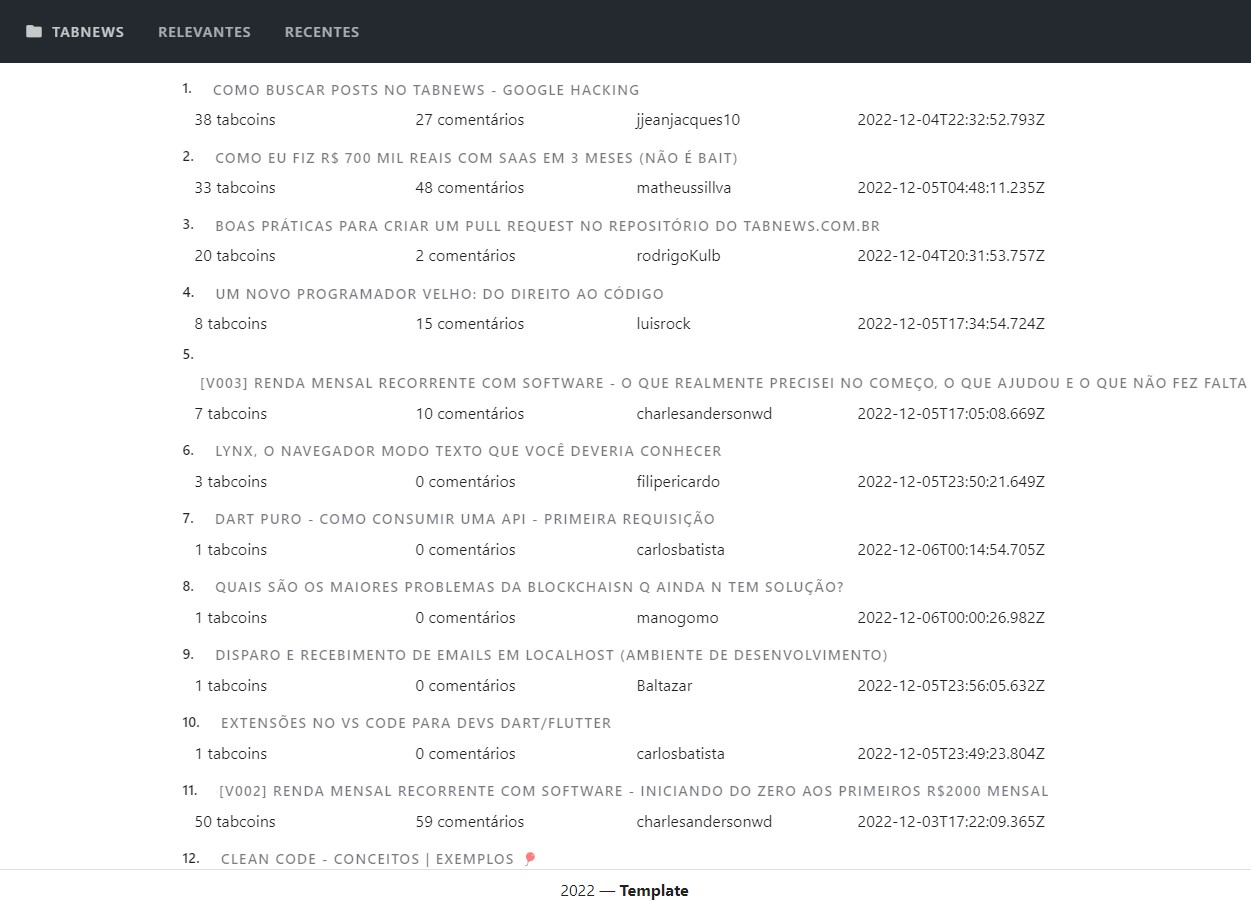 TABNEWS RELEVANTES RECENTES
1. COMO BUSCAR POSTS NO TABNEWS - GOOGLE HACKING
38 tabcoins 27 comentários jjeanjacques10 2022-12-04T22:32:52.793Z
2. COMO EU FIZ R$ 700 MIL REAIS COM SAAS EM 3 MESES (NÃO É BAIT)
33 tabcoins 48 comentários matheussillva 2022-12-05T04:48:11.235Z
3. BOAS PRÁTICAS PARA CRIAR UM PULL REQUEST NO REPOSITÓRIO DO TABNEWS.COM.BR
20 tabcoins 2 comentários rodrigoKulb 2022-12-04T20:31:53.757Z
4. UM NOVO PROGRAMADOR VELHO: DO DIREITO AO CÓDIGO
8 tabcoins 15 comentários luisrock 2022-12-05T17:34:54.724Z
5.
[V003] RENDA MENSAL RECORRENTE COM SOFTWARE - O QUE REALMENTE PRECISEI NO COMEÇO, O QUE AJUDOU E O QUE NÃO FEZ FALTA
7 tabcoins 10 comentários charlesandersonwd 2022-12-05T17:05:08.669Z
6. LYNX, O NAVEGADOR MODO TEXTO QUE VOCÊ DEVERIA CONHECER
3 tabcoins 0 comentários filipericardo 2022-12-05T23:50:21.649Z
7. DART PURO - COMO CONSUMIR UMA API - PRIMEIRA REQUISIÇÃO
1 tabcoins 0 comentários carlosbatista 2022-12-06T00:14:54.705Z
8. QUAIS SÃO OS MAIORES PROBLEMAS DA BLOCKCHAISN Q AINDA N TEM SOLUÇÃO?
1 tabcoins 0 comentários manogomo 2022-12-06T00:00:26.982Z
9. DISPARO E RECEBIMENTO DE EMAILS EM LOCALHOST (AMBIENTE DE DESENVOLVIMENTO)
1 tabcoins 0 comentários Baltazar 2022-12-05T23:56:05.632Z
10. EXTENSÕES NO VS CODE PARA DEVS DART/FLUTTER
1 tabcoins 0 comentários carlosbatista 2022-12-05T23:49:23.804Z
11. [V002] RENDA MENSAL RECORRENTE COM SOFTWARE - INICIANDO DO ZERO AOS PRIMEIROS R$2000 MENSAL
50 tabcoins 59 comentários charlesandersonwd 2022-12-03T17:22:09.365Z
12. CLEAN CODE - CONCEITOS | EXEMPLOS
2022 — Template